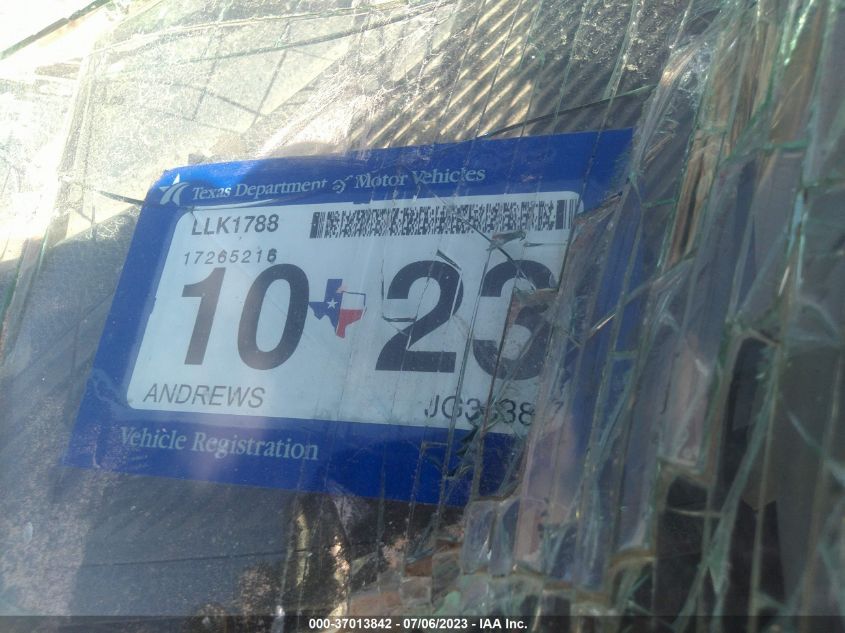 Texas Department of Motor Vehicles
LLK1788
17265216
10 23
ANDREWS
Vehicle Registration
000-37013842 - 07/06/2023 - IAA Inc.